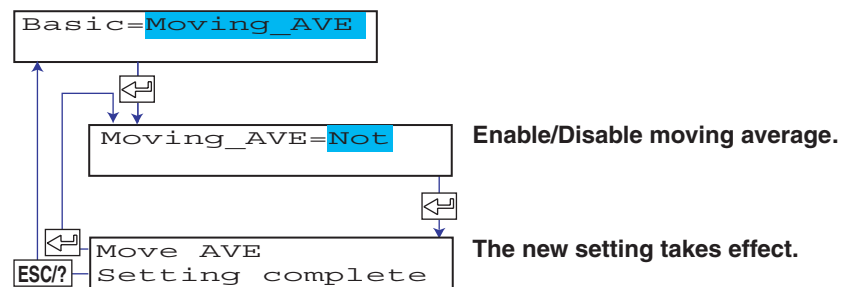 Basic=Moving_AVE
Moving_AVE=Not
Enable/Disable moving average.
Move AVE
Setting complete
The new setting takes effect.
ESC/?